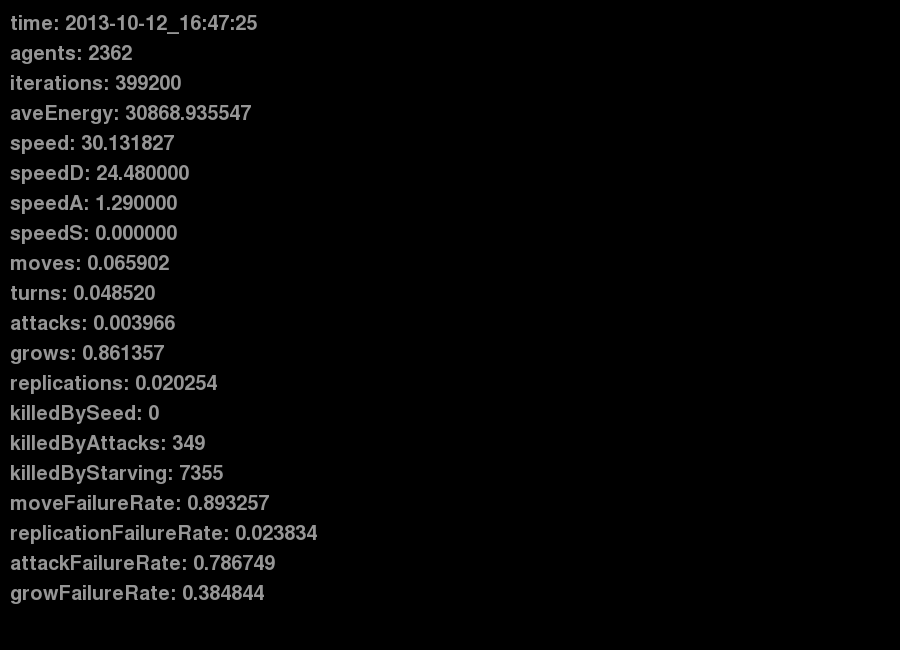 time: 2013-10-12_16:47:25
agents: 2362
iterations: 399200
aveEnergy: 30868.935547
speed: 30.131827
speedD: 24.480000
speedA: 1.290000
speedS: 0.000000
moves: 0.065902
turns: 0.048520
attacks: 0.003966
grows: 0.861357
replications: 0.020254
killedBySeed: 0
killedByAttacks: 349
killedByStarving: 7355
moveFailureRate: 0.893257
replicationFailureRate: 0.023834
attackFailureRate: 0.786749
growFailureRate: 0.384844